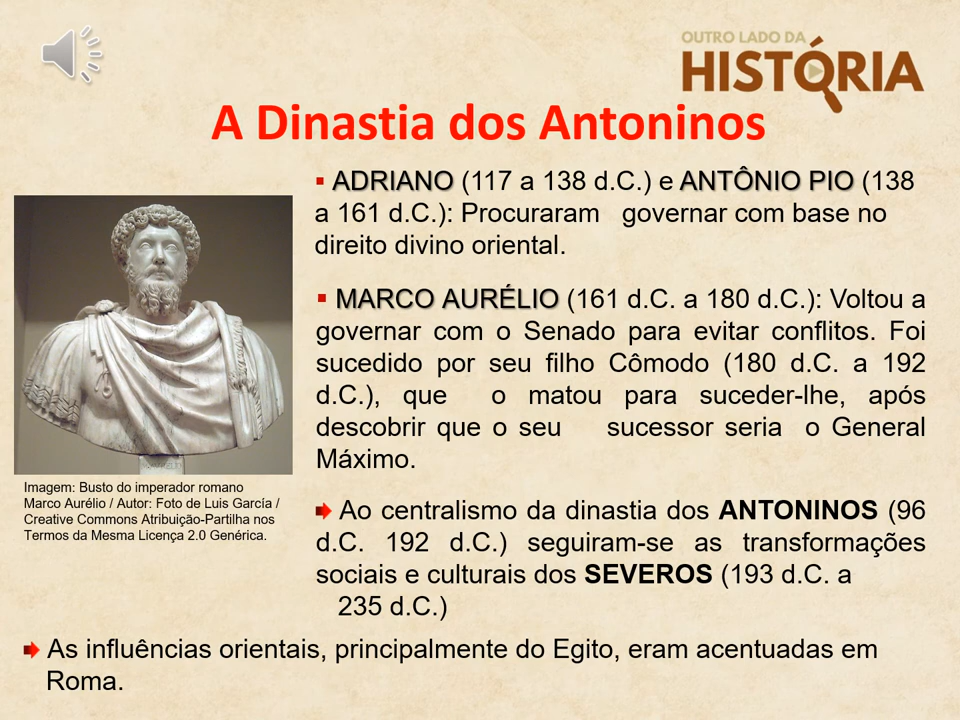 OUTRO LADO DA
HISTÓRIA
A Dinastia dos Antoninos
ADRIANO (117 a 138 d.C.) e ANTÔNIO PIO (138
a 161 d.C.): Procuraram governar com base no
direito divino oriental.
MARCO AURÉLIO (161 d.C. a 180 d.C.): Voltou a
governar com o Senado para evitar conflitos. Foi
sucedido por seu filho Cômodo (180 d.C. a 192
d.C.), que o matou para suceder-lhe, após
descobrir que o seu sucessor seria o General
Máximo.
Imagem: Busto do imperador romano
Marco Aurélio / Autor: Foto de Luis García /
Creative Commons Atribuição-Partilha nos
Termos da Mesma Licença 2.0 Genérica.
Ao centralismo da dinastia dos ANTONINOS (96
d.C. 192 d.C.) seguiram-se as transformações
sociais e culturais dos SEVEROS (193 d.C. a
235 d.C.)
As influências orientais, principalmente do Egito, eram acentuadas em
Roma.